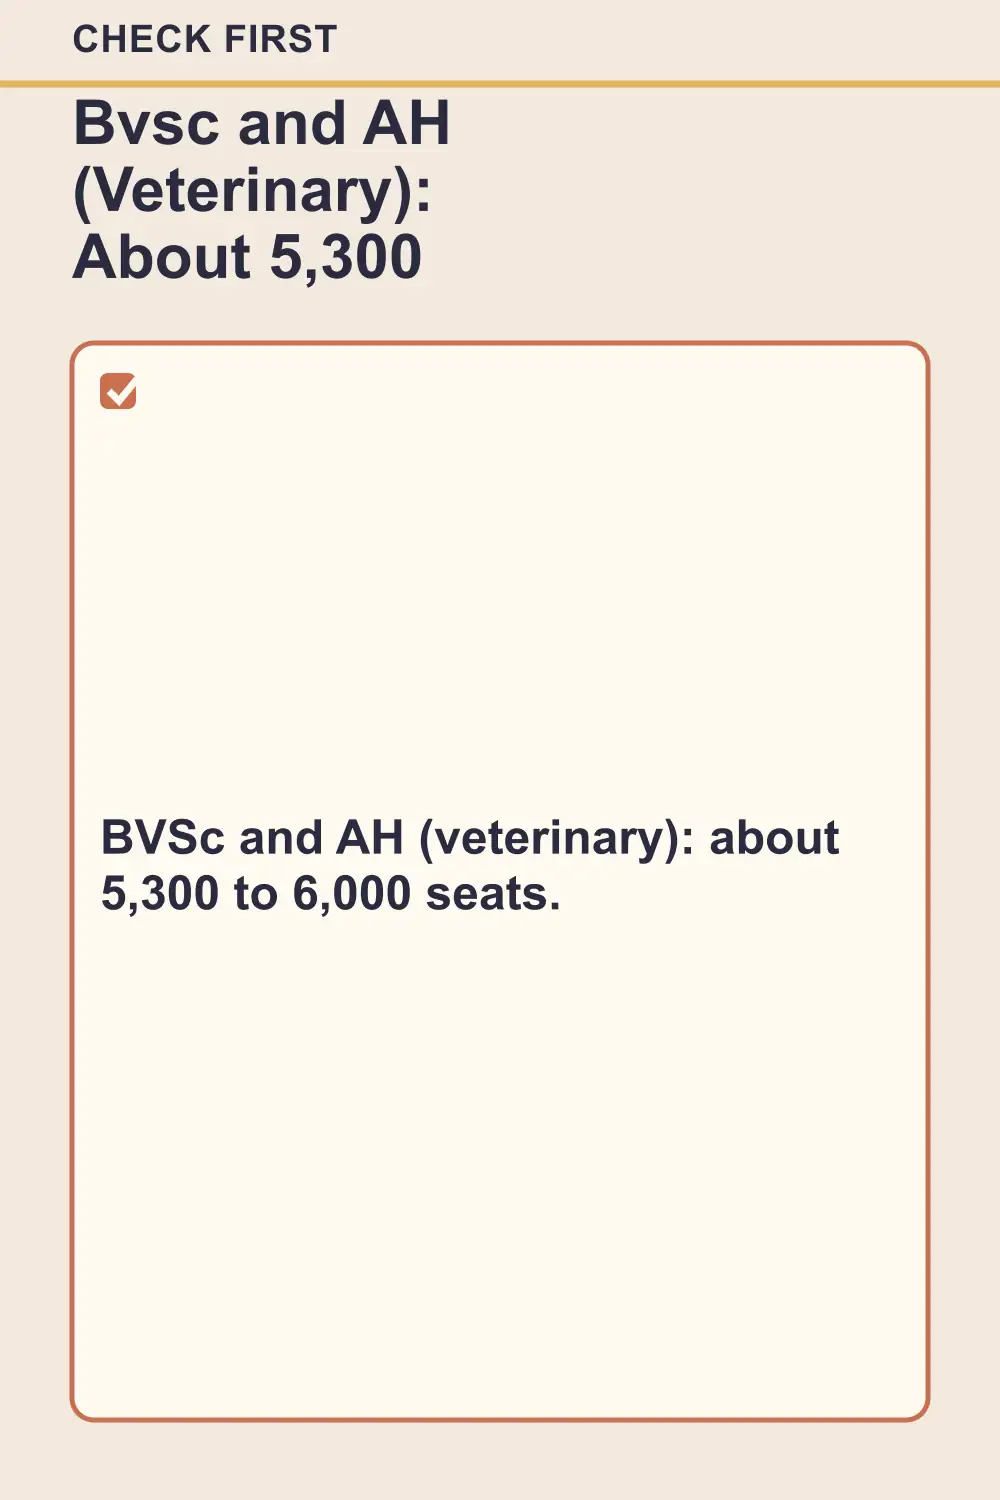 CHECK FIRST
Bvsc and AH
(Veterinary):
About 5,300
BVSc and AH (veterinary): about
5,300 to 6,000 seats.